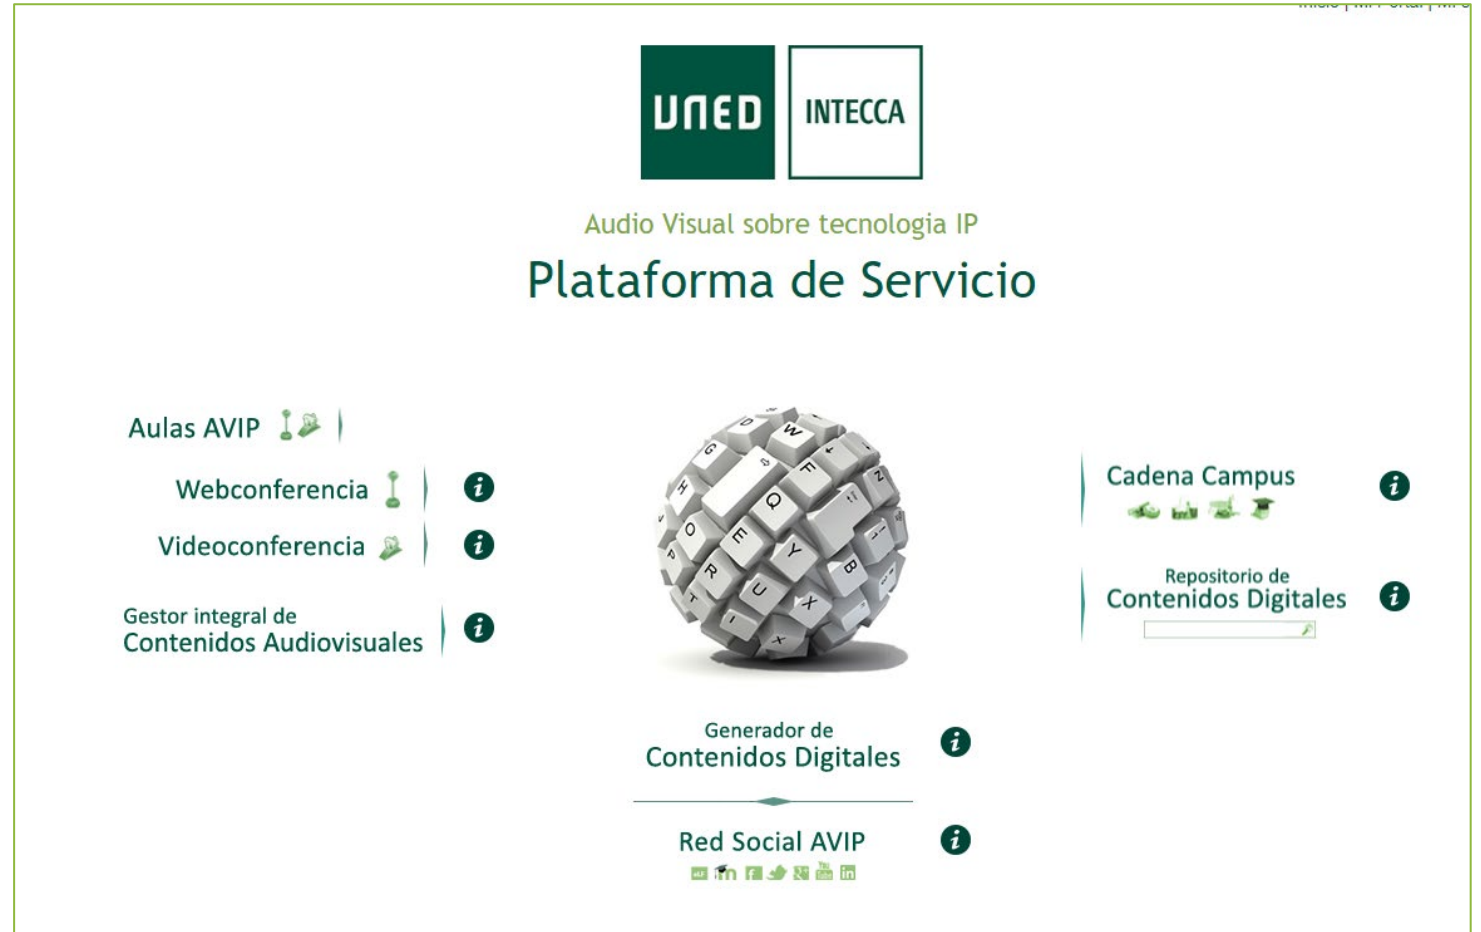 UNED
INTECCA
Audio Visual sobre tecnologia IP
Plataforma de Servicio
Aulas AVIP
Webconferencia
Videoconferencia
Gestor integral de
Contenidos Audiovisuales
Cadena Campus
Repositorio de
Contenidos Digitales
Generador de
Contenidos Digitales
Red Social AVIP